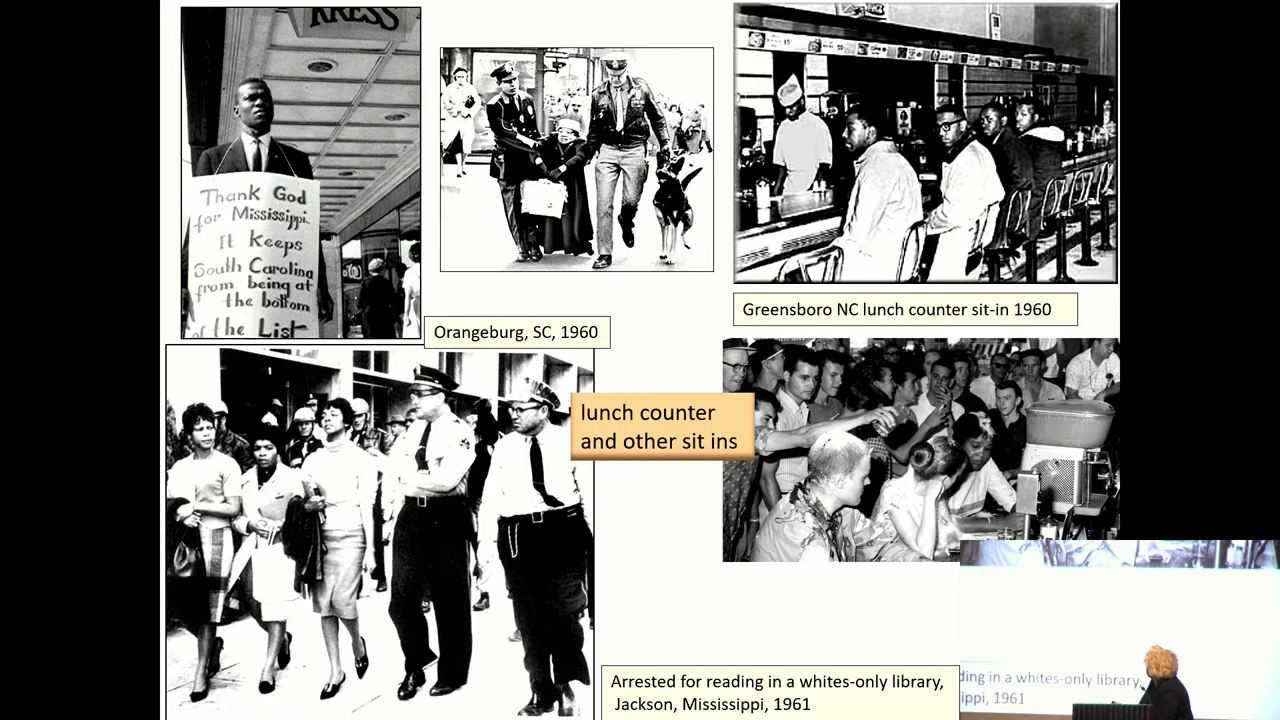 KRESS
Thank God
for Mississippi.
It Keeps
South Carolina
from being at
the bottom
of the List
Orangeburg, SC, 1960
Greensboro NC lunch counter sit-in 1960
lunch counter
and other sit ins
Arrested for reading in a whites-only library,
Jackson, Mississippi, 1961
ding in a whites-only library,
ippi, 1961